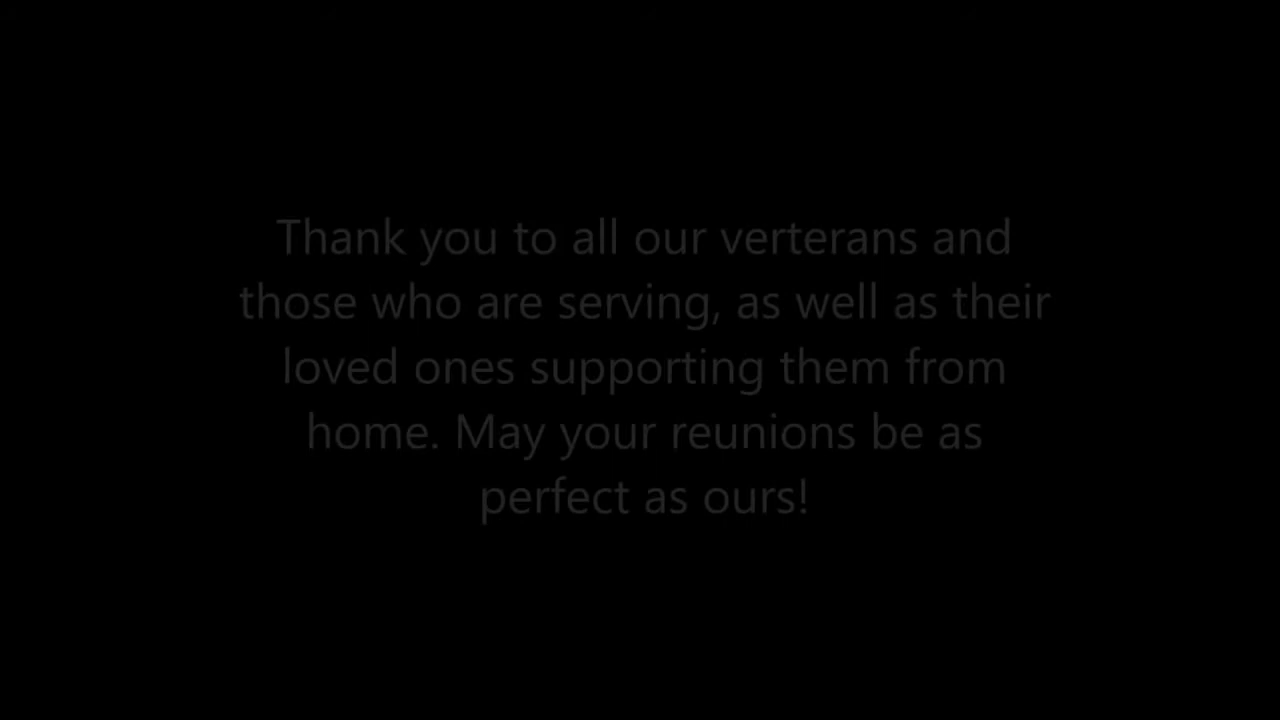 Thank you to all our verterans and
those who are serving, as well as their
loved ones supporting them from
home. May your reunions be as
perfect as ours!